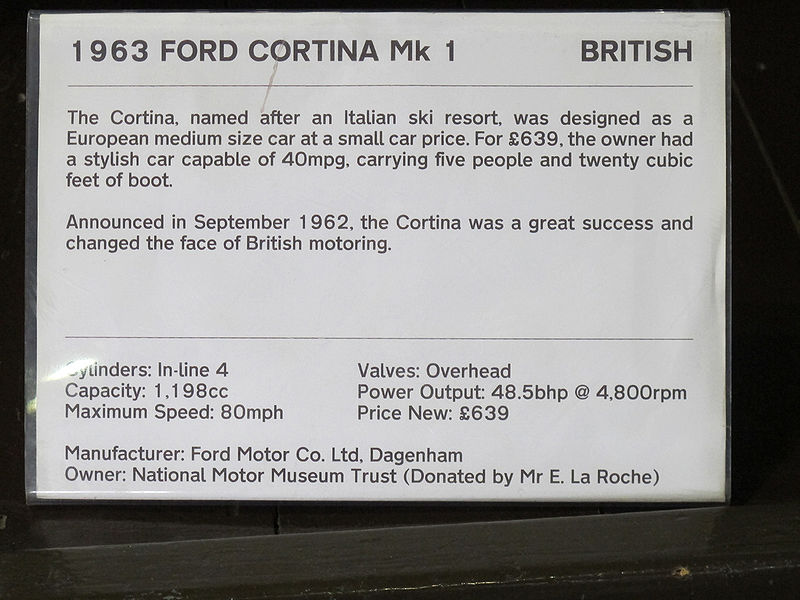 1963 FORD CORTINA Mk 1 BRITISH
The Cortina, named after an Italian ski resort, was designed as a
European medium size car at a small car price. For £639, the owner had
a stylish car capable of 40mpg, carrying five people and twenty cubic
feet of boot.
Announced in September 1962, the Cortina was a great success and
changed the face of British motoring.
Cylinders: In-line 4 Valves: Overhead
Capacity: 1,198cc Power Output: 48.5bhp @ 4,800rpm
Maximum Speed: 80mph Price New: £639
Manufacturer: Ford Motor Co. Ltd, Dagenham
Owner: National Motor Museum Trust (Donated by Mr E. La Roche)